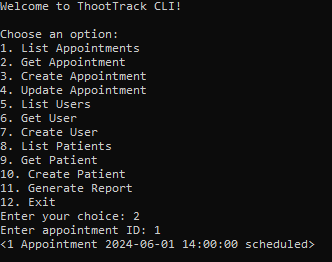 Welcome to ThootTrack CLI!
Choose an option:
1. List Appointments
2. Get Appointment
3. Create Appointment
4. Update Appointment
5. List Users
6. Get User
7. Create User
8. List Patients
9. Get Patient
10. Create Patient
11. Generate Report
12. Exit
Enter your choice: 2
Enter appointment ID: 1
<1 Appointment 2024-06-01 14:00:00 scheduled>